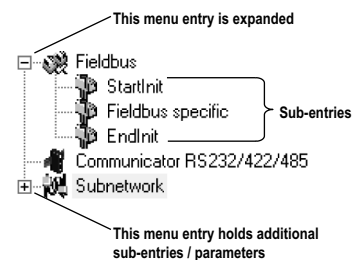 This menu entry is expanded
Fieldbus
StartInit
Fieldbus specific
Sub-entries
EndInit
Communicator RS232/422/485
Subnetwork
This menu entry holds additional
sub-entries / parameters